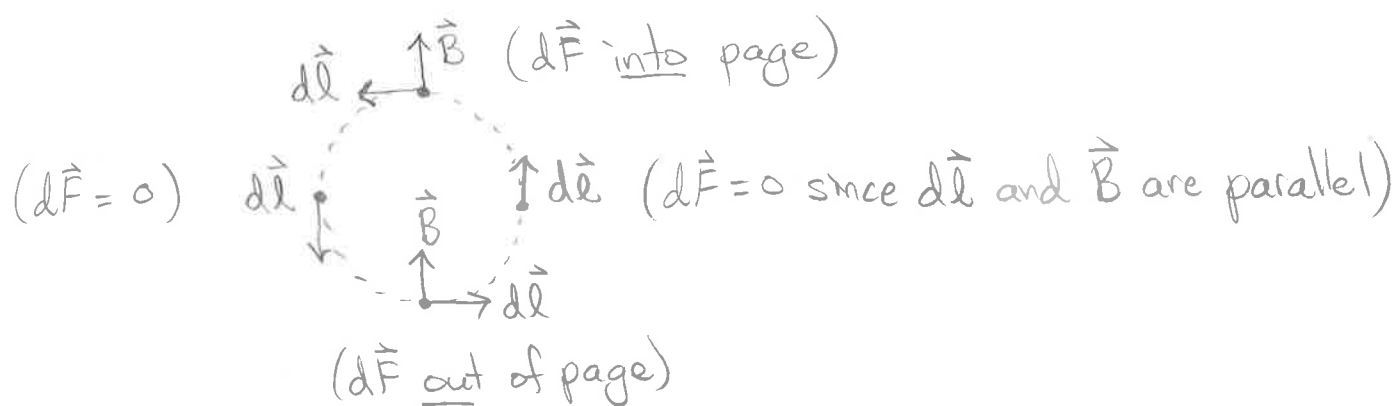 B⃗ (dF⃗ into page)
dl⃗
(dF⃗ = 0) dl⃗ dl⃗ (dF⃗ = 0 since dl⃗ and B⃗ are parallel)
B⃗
dl⃗
(dF⃗ out of page)